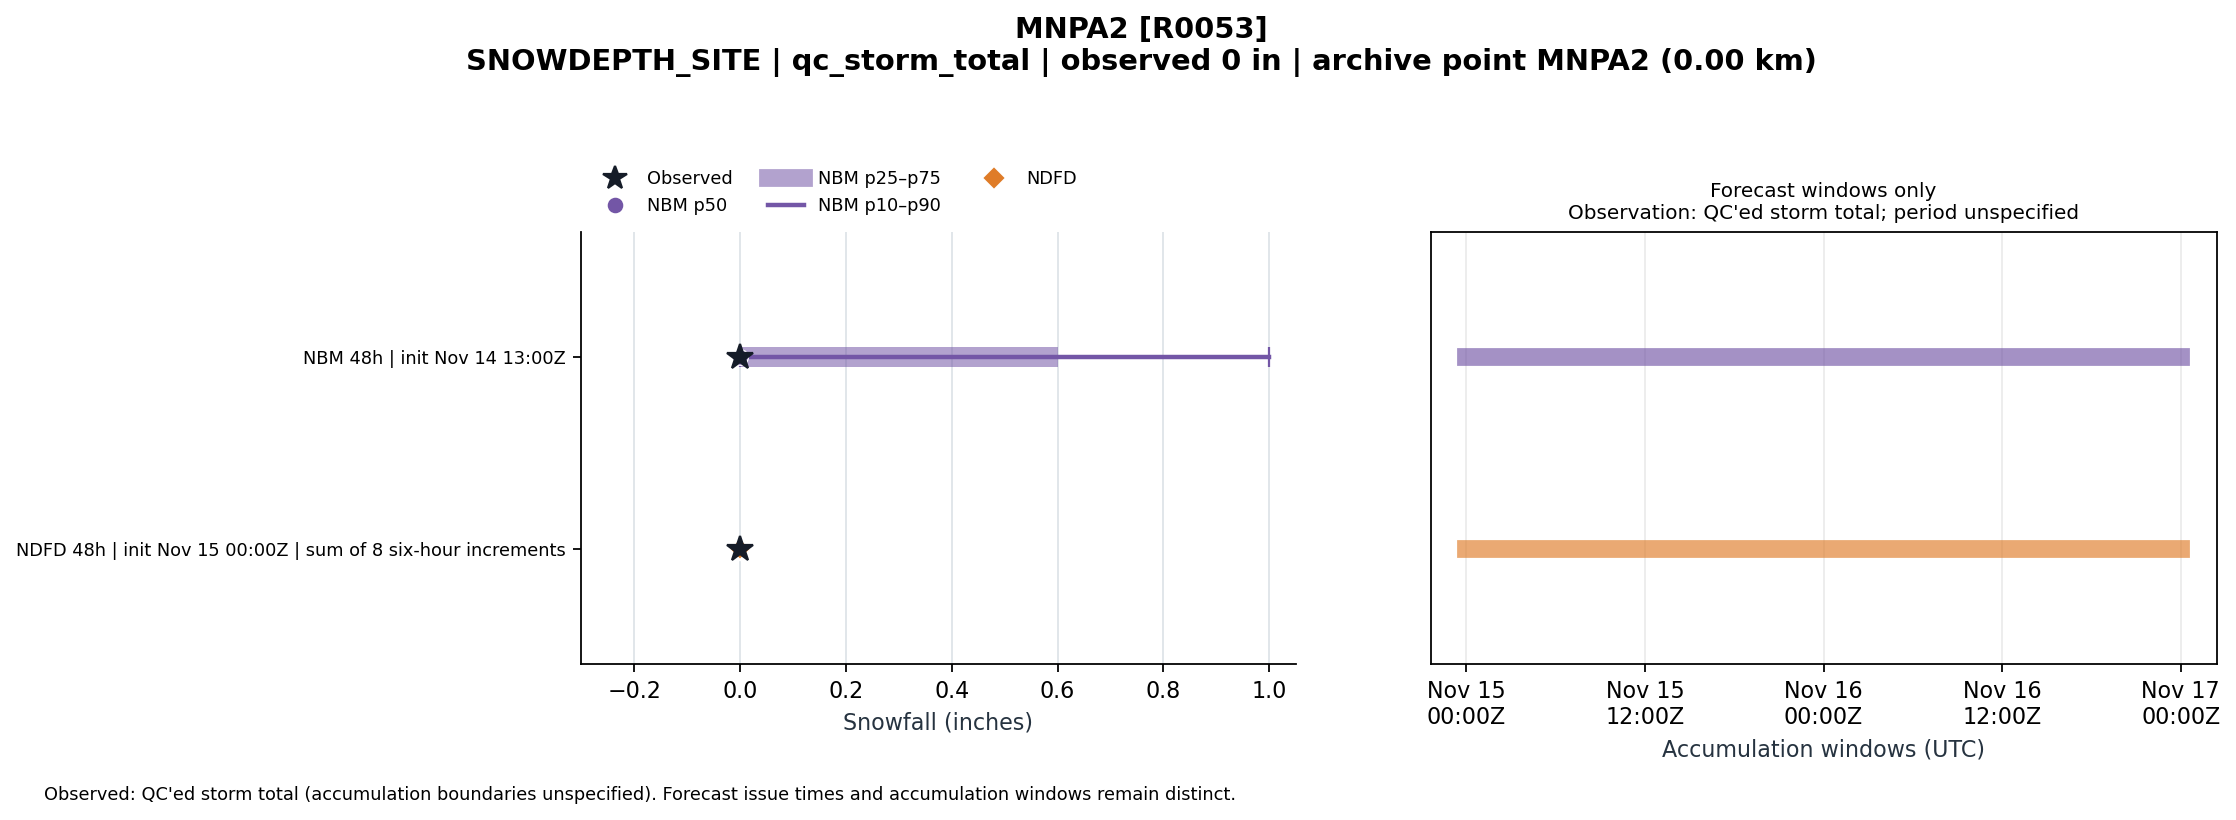 MNPA2 [R0053]
SNOWDEPTH_SITE | qc_storm_total | observed 0 in | archive point MNPA2 (0.00 km)
Observed
NBM p50
NBM p25–p75
NBM p10–p90
NDFD
NBM 48h | init Nov 14 13:00Z
NDFD 48h | init Nov 15 00:00Z | sum of 8 six-hour increments
−0.2 0.0 0.2 0.4 0.6 0.8 1.0
Snowfall (inches)
Forecast windows only
Observation: QC'ed storm total; period unspecified
Nov 15 Nov 15 Nov 16 Nov 16 Nov 17
00:00Z 12:00Z 00:00Z 12:00Z 00:00Z
Accumulation windows (UTC)
Observed: QC'ed storm total (accumulation boundaries unspecified). Forecast issue times and accumulation windows remain distinct.